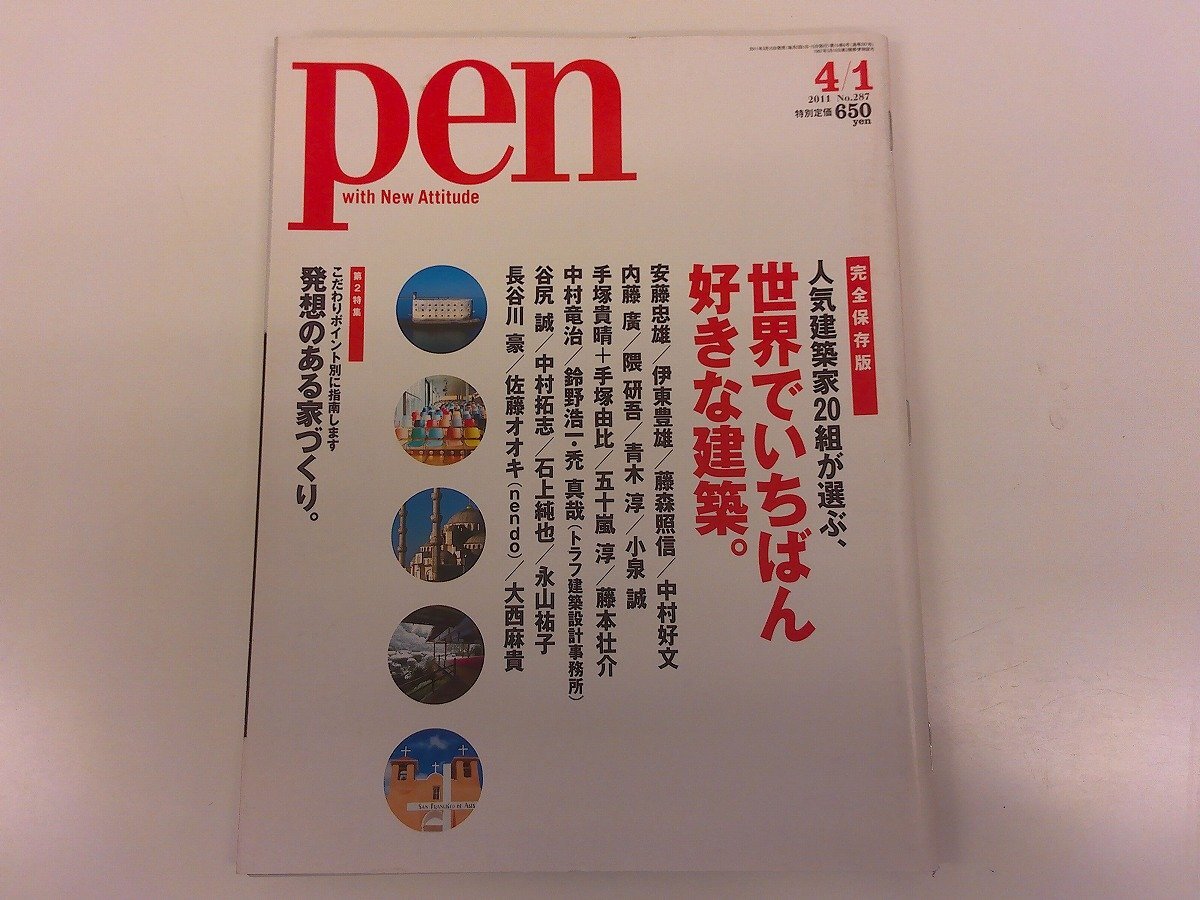 pen
with New Attitude
4/1
2011 No.287
特別定価650
yen
完全保存版
人気建築家20組が選ぶ、
世界でいちばん
好きな建築。
安藤忠雄／伊東豊雄／藤森照信／中村好文
内藤 廣／隈 研吾／青木 淳／小泉 誠
手塚貴晴＋手塚由比／五十嵐 淳／藤本壮介
中村竜治／鈴野浩一・禿 真哉(トラフ建築設計事務所)
谷尻 誠／中村拓志／石上純也／永山祐子
長谷川 豪／佐藤オオキ(nendo)／大西麻貴
第2特集
こだわりポイント別に指南します
発想のある家づくり。
SAN FRANCISCO DE ASIS